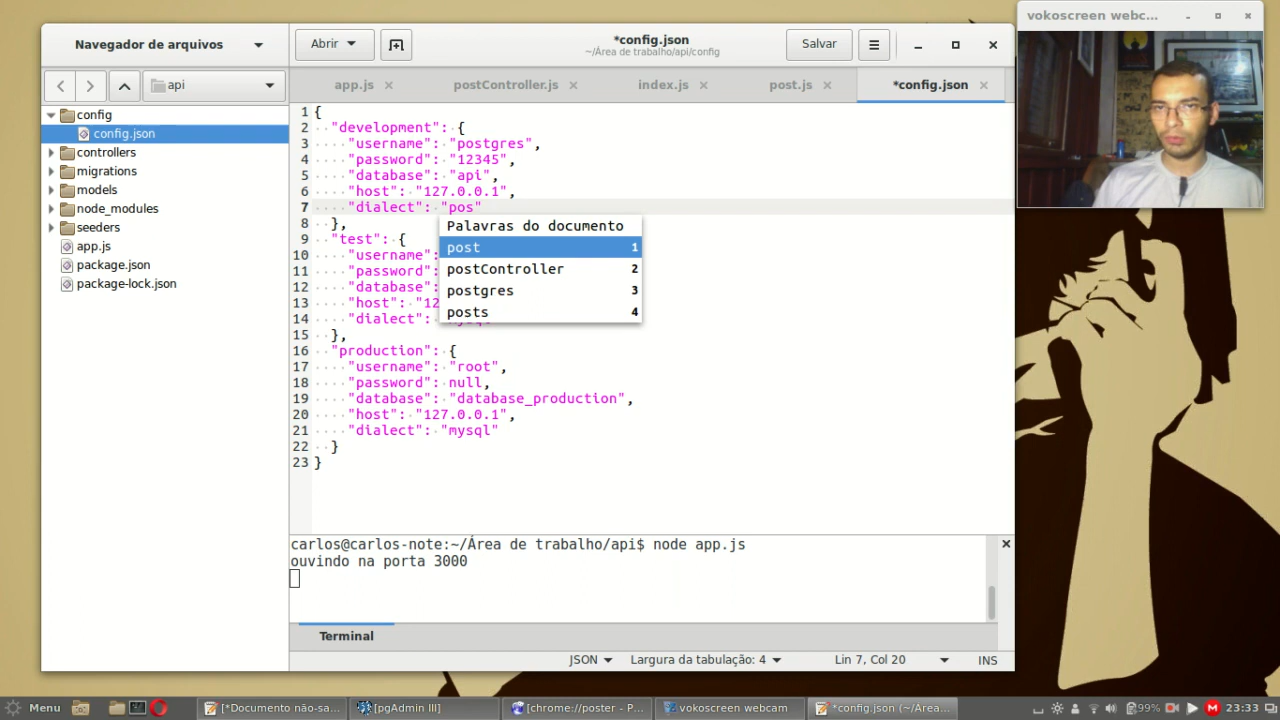 vokoscreen webc...
Navegador de arquivos
Abrir
*config.json
~/Área de trabalho/api/config
Salvar
api
app.js
postController.js
index.js
post.js
*config.json
config
config.json
controllers
migrations
models
node_modules
seeders
app.js
package.json
package-lock.json
1 {
2 "development": {
3 "username": "postgres",
4 "password": "12345",
5 "database": "api",
6 "host": "127.0.0.1",
7 "dialect": "pos"
8 },
9 "test": {
10 "username":
11 "password":
12 "database":
13 "host": "12
14 "dialect": "mysql"
15 },
16 "production": {
17 "username": "root",
18 "password": null,
19 "database": "database_production",
20 "host": "127.0.0.1",
21 "dialect": "mysql"
22 }
23 }
Palavras do documento
post 1
postController 2
postgres 3
posts 4
carlos@carlos-note:~/Área de trabalho/api$ node app.js
ouvindo na porta 3000
Terminal
JSON Largura da tabulação: 4 Lin 7, Col 20 INS
Menu [*Documento não-sa... [pgAdmin III] [chrome://poster - P... vokoscreen webcam *config.json (~/Área... 99% 23:33